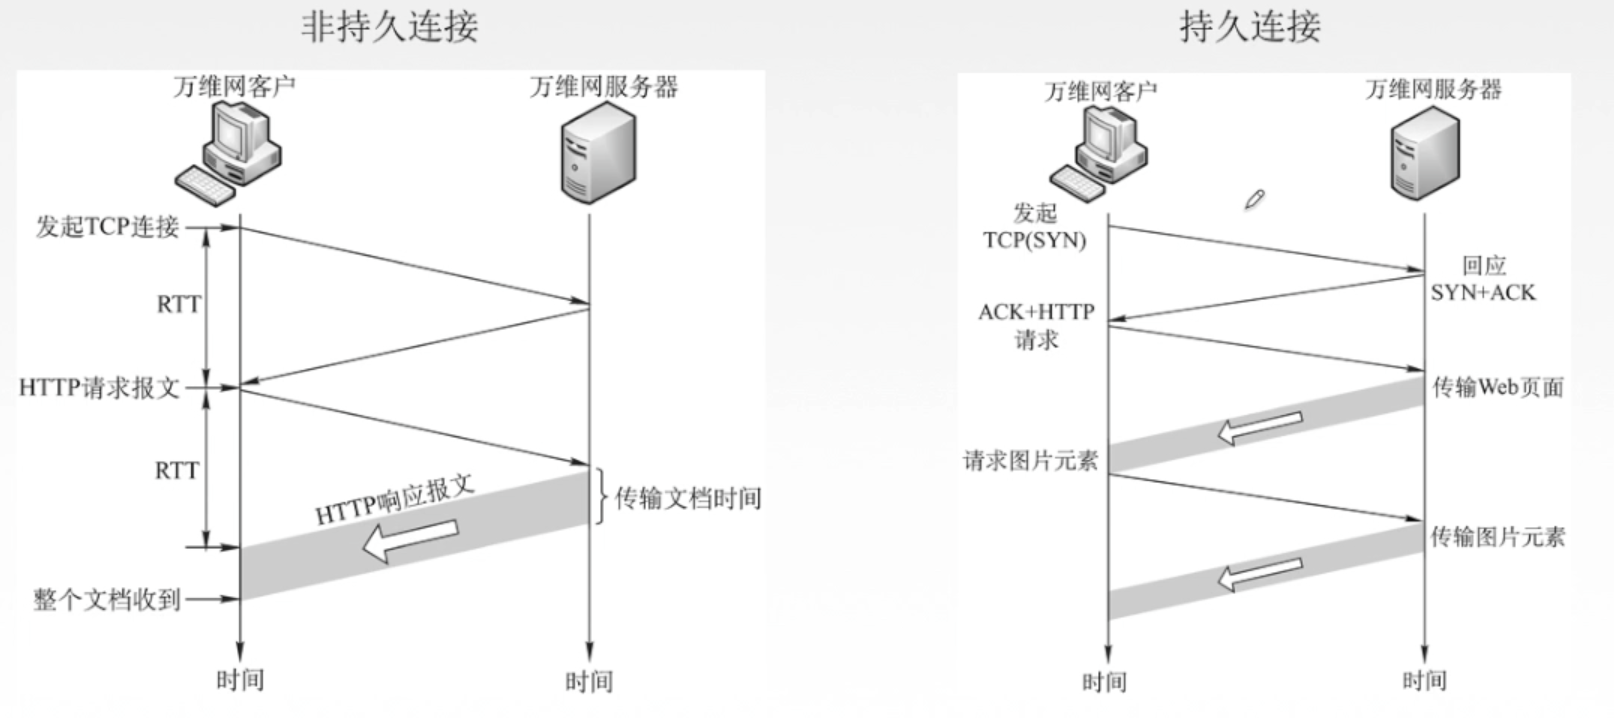 非持久连接
万维网客户
万维网服务器
发起TCP连接
RTT
HTTP请求报文
RTT
HTTP响应报文
传输文档时间
整个文档收到
时间
时间
持久连接
万维网客户
万维网服务器
发起
TCP(SYN)
回应
SYN+ACK
ACK+HTTP
请求
传输Web页面
请求图片元素
传输图片元素
时间
时间